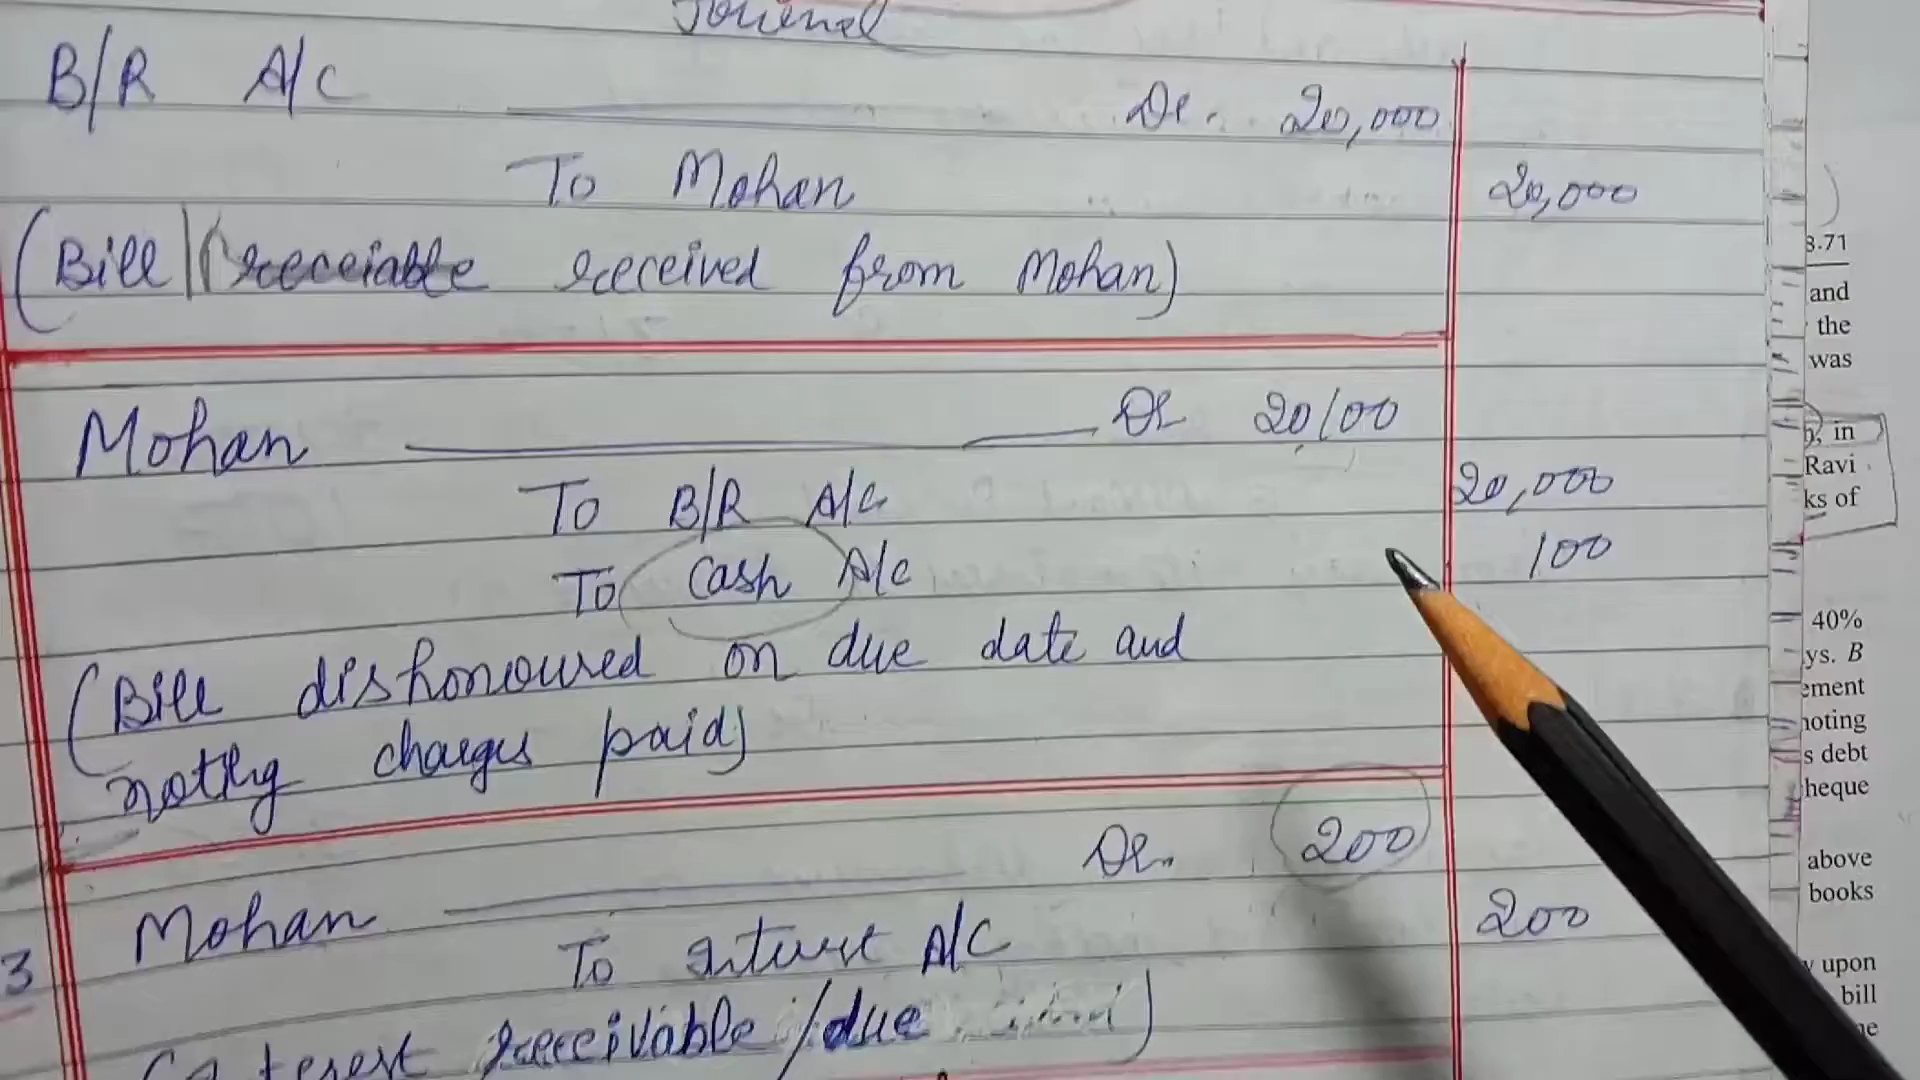 Journal
B/R A/C Dr. 20,000
To Mohan 20,000
(Bill receiable received from Mohan)
Mohan Dr 20100
To B/R A/c 20,000
To Cash A/c 100
(Bill dishonoured on due date and
noting charges paid)
Mohan Dr. 200
3
To Interest A/C 200
receivable/due
3.71
and
the
was
in
Ravi
ks of
40%
ys. B
ement
noting
s debt
heque
above
books
upon
bill